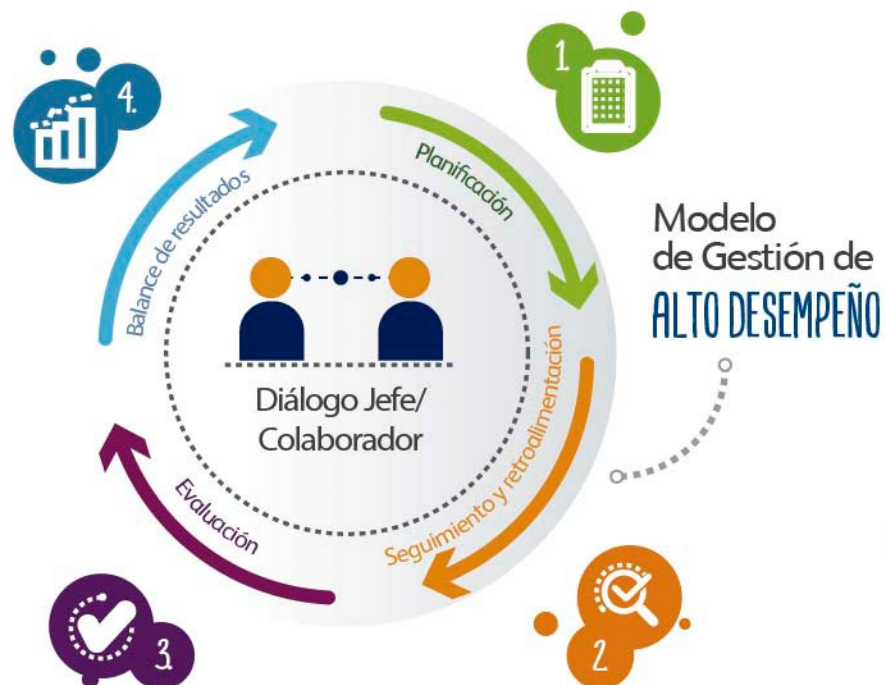 1.
Planificación
Modelo
de Gestión de
ALTO DESEMPEÑO
Seguimiento y retroalimentación
2.
Evaluación
3.
Balance de resultados
4.
Diálogo Jefe/
Colaborador